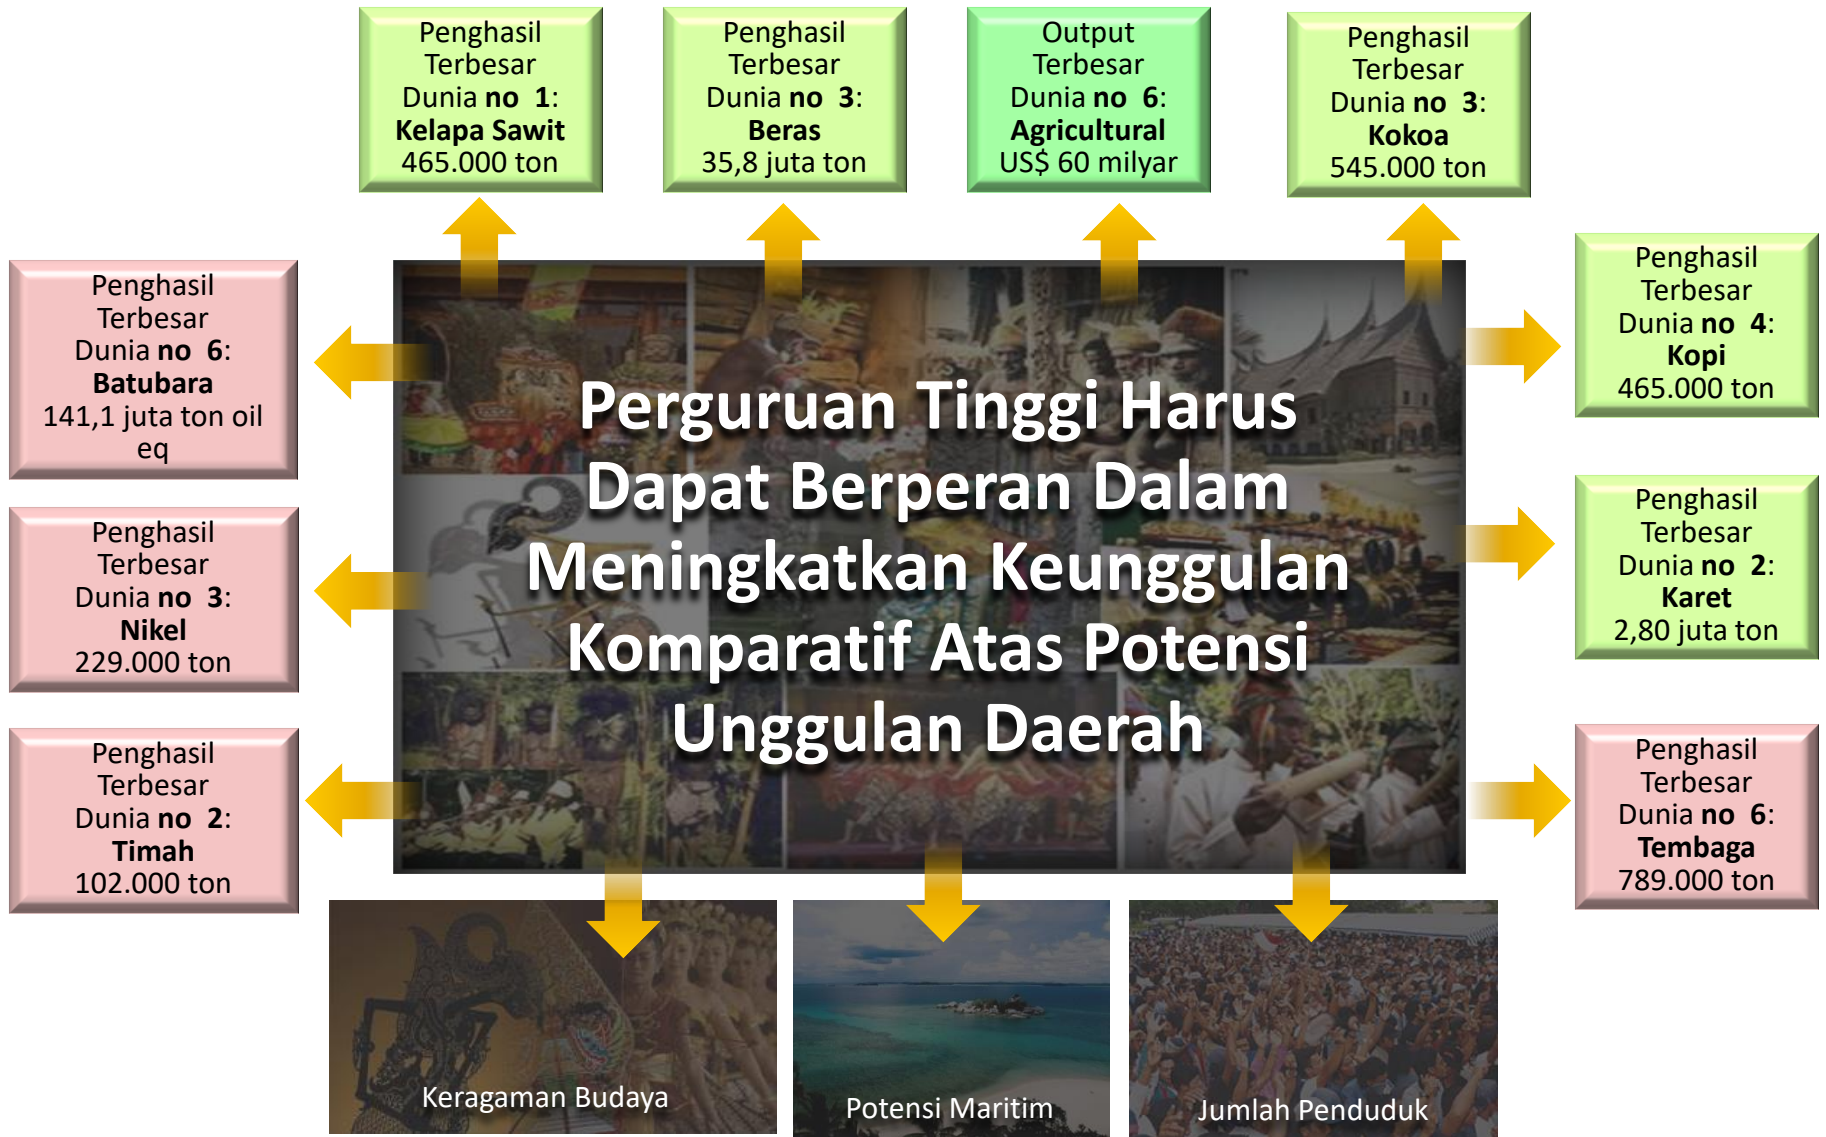 Penghasil
Terbesar
Dunia no 1:
Kelapa Sawit
465.000 ton
Penghasil
Terbesar
Dunia no 3:
Beras
35,8 juta ton
Output
Terbesar
Dunia no 6:
Agricultural
US$ 60 milyar
Penghasil
Terbesar
Dunia no 3:
Kokoa
545.000 ton
Penghasil
Terbesar
Dunia no 6:
Batubara
141,1 juta ton oil
eq
Penghasil
Terbesar
Dunia no 3:
Nikel
229.000 ton
Penghasil
Terbesar
Dunia no 2:
Timah
102.000 ton
Perguruan Tinggi Harus
Dapat Berperan Dalam
Meningkatkan Keunggulan
Komparatif Atas Potensi
Unggulan Daerah
Penghasil
Terbesar
Dunia no 4:
Kopi
465.000 ton
Penghasil
Terbesar
Dunia no 2:
Karet
2,80 juta ton
Penghasil
Terbesar
Dunia no 6:
Tembaga
789.000 ton
Keragaman Budaya
Potensi Maritim
Jumlah Penduduk